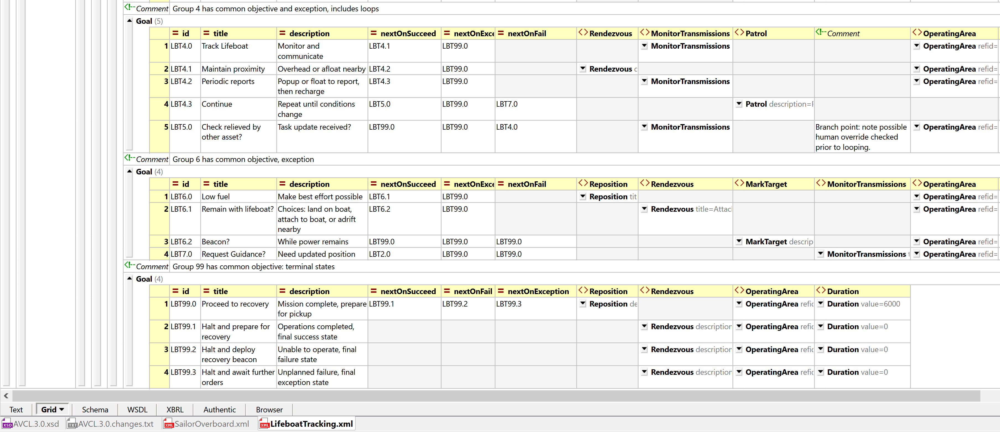 <!-- Comment Group 4 has common objective and exception, includes loops
Goal (5)
= id = title = description = nextOnSucceed = nextOnExce = nextOnFail <> Rendezvous <> MonitorTransmissions <> Patrol <!-- Comment <> OperatingArea
1 LBT4.0 Track Lifeboat Monitor and LBT4.1 LBT99.0 MonitorTransmissions OperatingArea refid=
communicate
2 LBT4.1 Maintain proximity Overhead or afloat nearby LBT4.2 LBT99.0 Rendezvous c OperatingArea refid=
3 LBT4.2 Periodic reports Popup or float to report, LBT4.3 LBT99.0 MonitorTransmissions OperatingArea refid=
then recharge
4 LBT4.3 Continue Repeat until conditions LBT5.0 LBT99.0 LBT7.0 Patrol description=
change
5 LBT5.0 Check relieved by Task update received? LBT99.0 LBT99.0 LBT4.0 MonitorTransmissions Branch point: note possible OperatingArea refid=
other asset? human override checked
prior to looping.
<!-- Comment Group 6 has common objective, exception
Goal (4)
= id = title = description = nextOnSucceed = nextOnExce = nextOnFail <> Reposition <> Rendezvous <> MarkTarget <> MonitorTransmissions <> OperatingArea
1 LBT6.0 Low fuel Make best effort possible LBT6.1 LBT99.0 Reposition tit OperatingArea refid=
2 LBT6.1 Remain with lifeboat? Choices: land on boat, LBT6.2 LBT99.0 Rendezvous title=Attac OperatingArea refid=
attach to boat, or adrift
nearby
3 LBT6.2 Beacon? While power remains LBT99.0 LBT99.0 LBT99.0 MarkTarget descrip OperatingArea refid=
4 LBT7.0 Request Guidance? Need updated position LBT2.0 LBT99.0 LBT99.0 MonitorTransmissions t OperatingArea refid=
<!-- Comment Group 99 has common objective: terminal states
Goal (4)
= id = title = description = nextOnSucceed = nextOnFail = nextOnException <> Reposition <> Rendezvous <> OperatingArea <> Duration
1 LBT99.0 Proceed to recovery Mission complete, prepare LBT99.1 LBT99.2 LBT99.3 Reposition de OperatingArea refic Duration value=6000
for pickup
2 LBT99.1 Halt and prepare for Operations completed, Rendezvous description OperatingArea refic Duration value=0
recovery final success state
3 LBT99.2 Halt and deploy Unable to operate, final Rendezvous description OperatingArea refic Duration value=0
recovery beacon failure state
4 LBT99.3 Halt and await further Unplanned failure, final Rendezvous description OperatingArea refic Duration value=0
orders exception state
Text Grid Schema WSDL XBRL Authentic Browser
XSD AVCL.3.0.xsd TXT AVCL.3.0.changes.txt XML SailorOverboard.xml XML LifeboatTracking.xml